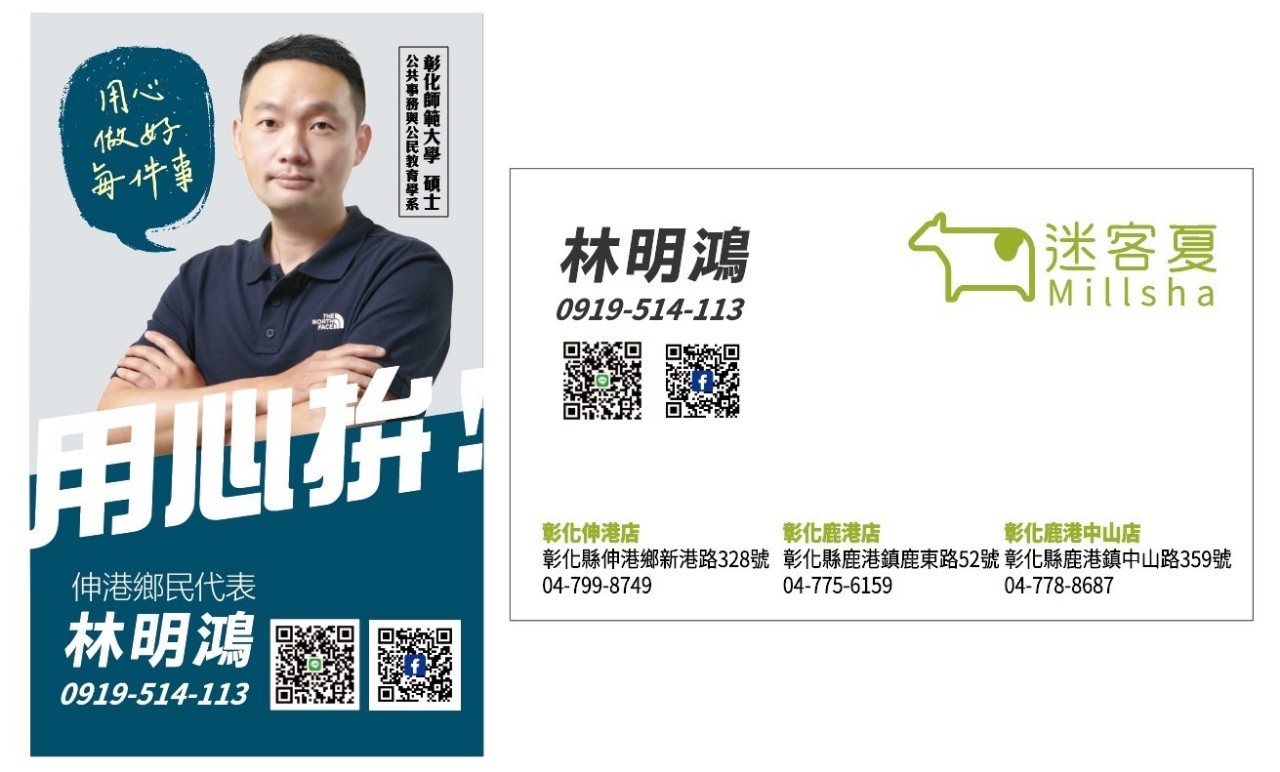 用心
做好
每件事
彰化師範大學 碩士
公共事務與公民教育學系
THE
NORTH
FACE
用心拚!
伸港鄉民代表
林明鴻
0919-514-113
林明鴻
0919-514-113
迷客夏
Millsha
彰化伸港店
彰化縣伸港鄉新港路328號
04-799-8749
彰化鹿港店
彰化縣鹿港鎮鹿東路52號
04-775-6159
彰化鹿港中山店
彰化縣鹿港鎮中山路359號
04-778-8687